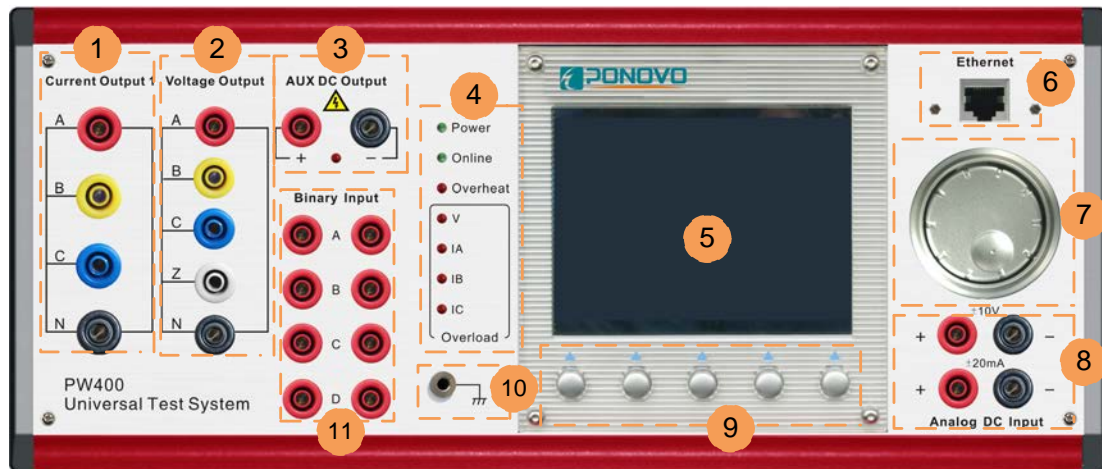 1
2
3
4
5
6
7
8
9
10
11
Current Output 1
A
B
C
N
Voltage Output
A
B
C
Z
N
AUX DC Output
+ −
Binary Input
A
B
C
D
Power
Online
Overheat
V
IA
IB
IC
Overload
PONOVO
Ethernet
±10V
+ −
±20mA
+ −
Analog DC Input
PW400
Universal Test System